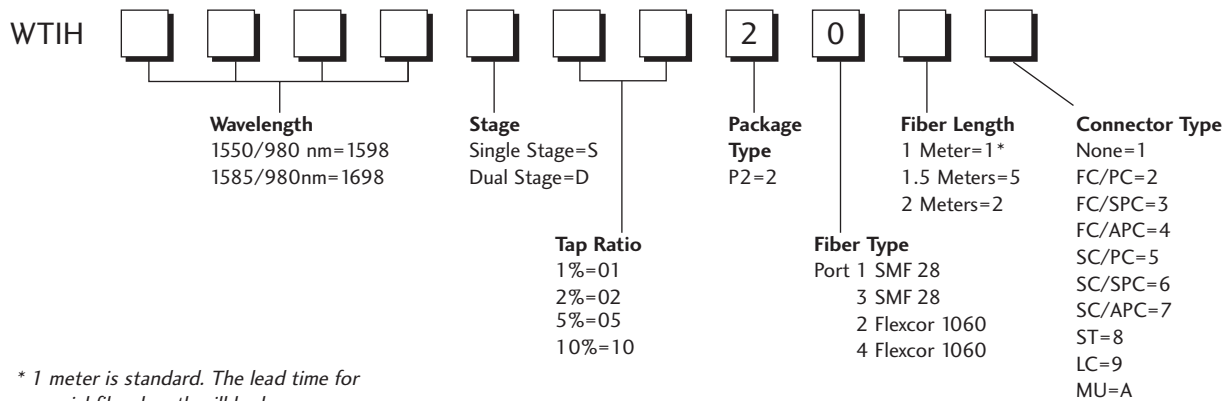 WTIH 2 0
Wavelength
1550/980 nm=1598
1585/980nm=1698
Stage
Single Stage=S
Dual Stage=D
Tap Ratio
1%=01
2%=02
5%=05
10%=10
Package
Type
P2=2
Fiber Type
Port 1 SMF 28
3 SMF 28
2 Flexcor 1060
4 Flexcor 1060
Fiber Length
1 Meter=1*
1.5 Meters=5
2 Meters=2
Connector Type
None=1
FC/PC=2
FC/SPC=3
FC/APC=4
SC/PC=5
SC/SPC=6
SC/APC=7
ST=8
LC=9
MU=A
* 1 meter is standard. The lead time for